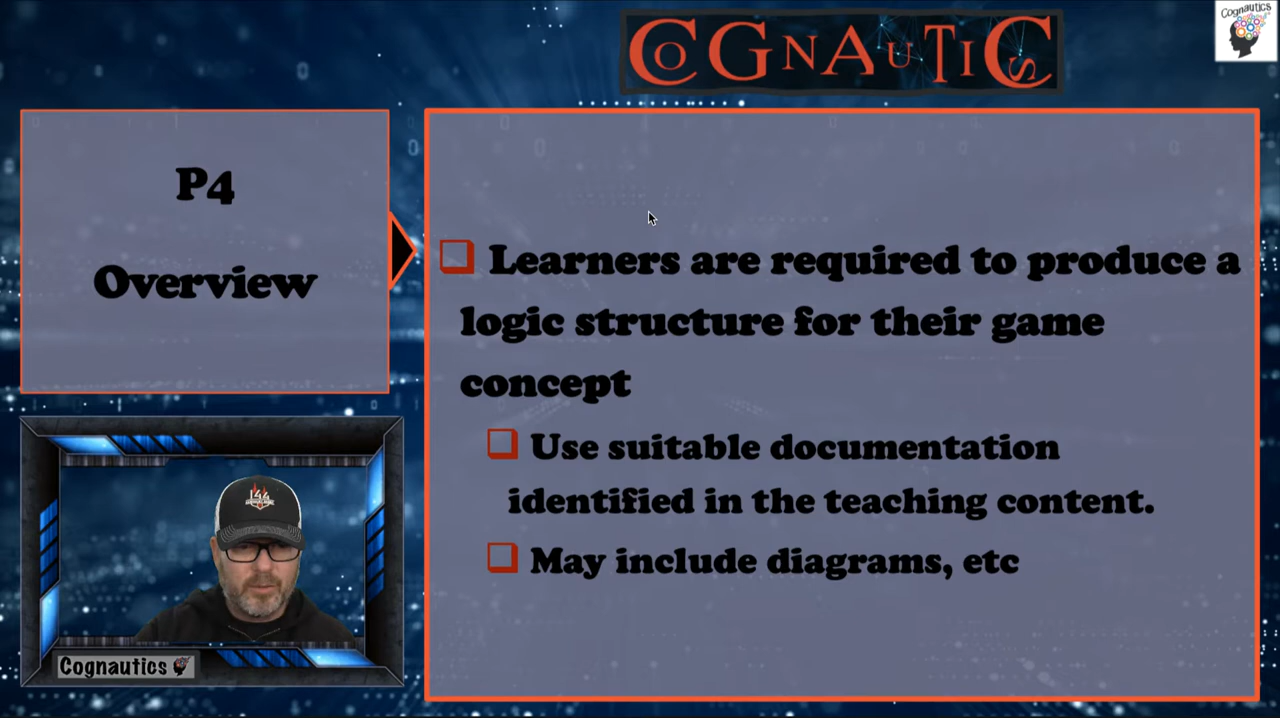 COGNAUTICS
Cognautics
P4
Overview
Learners are required to produce a
logic structure for their game
concept
Use suitable documentation
identified in the teaching content.
May include diagrams, etc
144
Cognautics